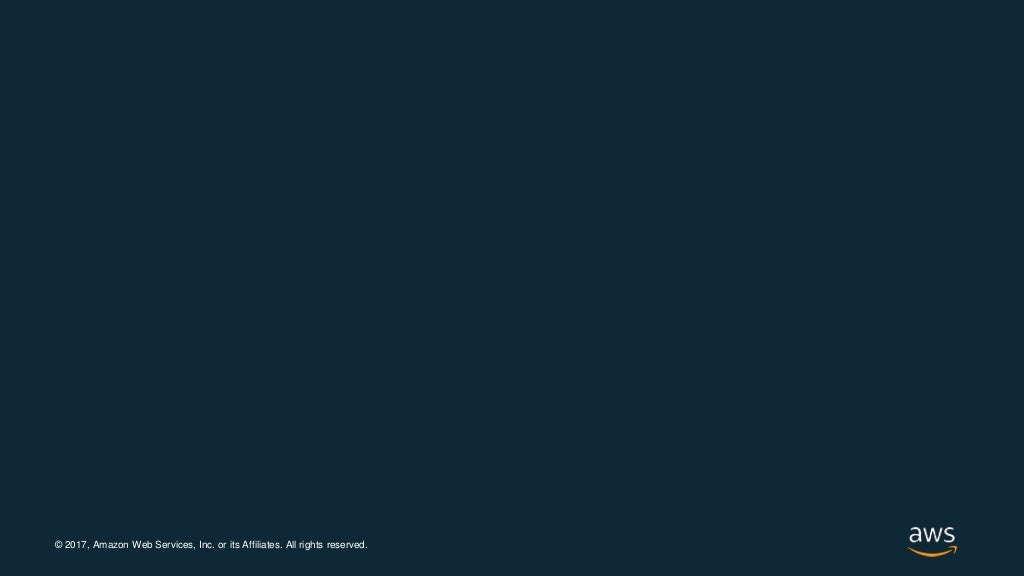 © 2017, Amazon Web Services, Inc. or its Affiliates. All rights reserved.
aws